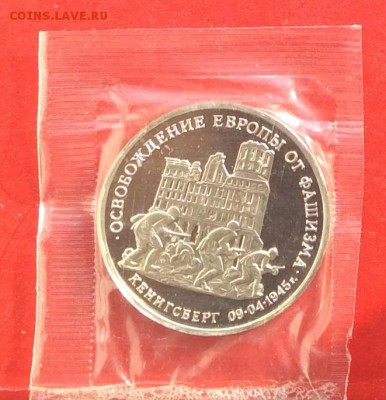 COINS.LAVE.RU
·ОСВОБОЖДЕНИЕ ЕВРОПЫ ОТ ФАШИЗМА·
КЕНИГСБЕРГ 09·04·1945г.